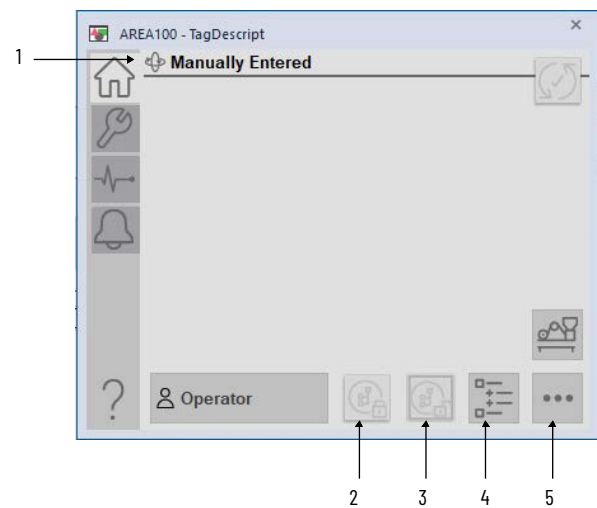 AREA100 - TagDescript
1
Manually Entered
? Operator
2 3 4 5